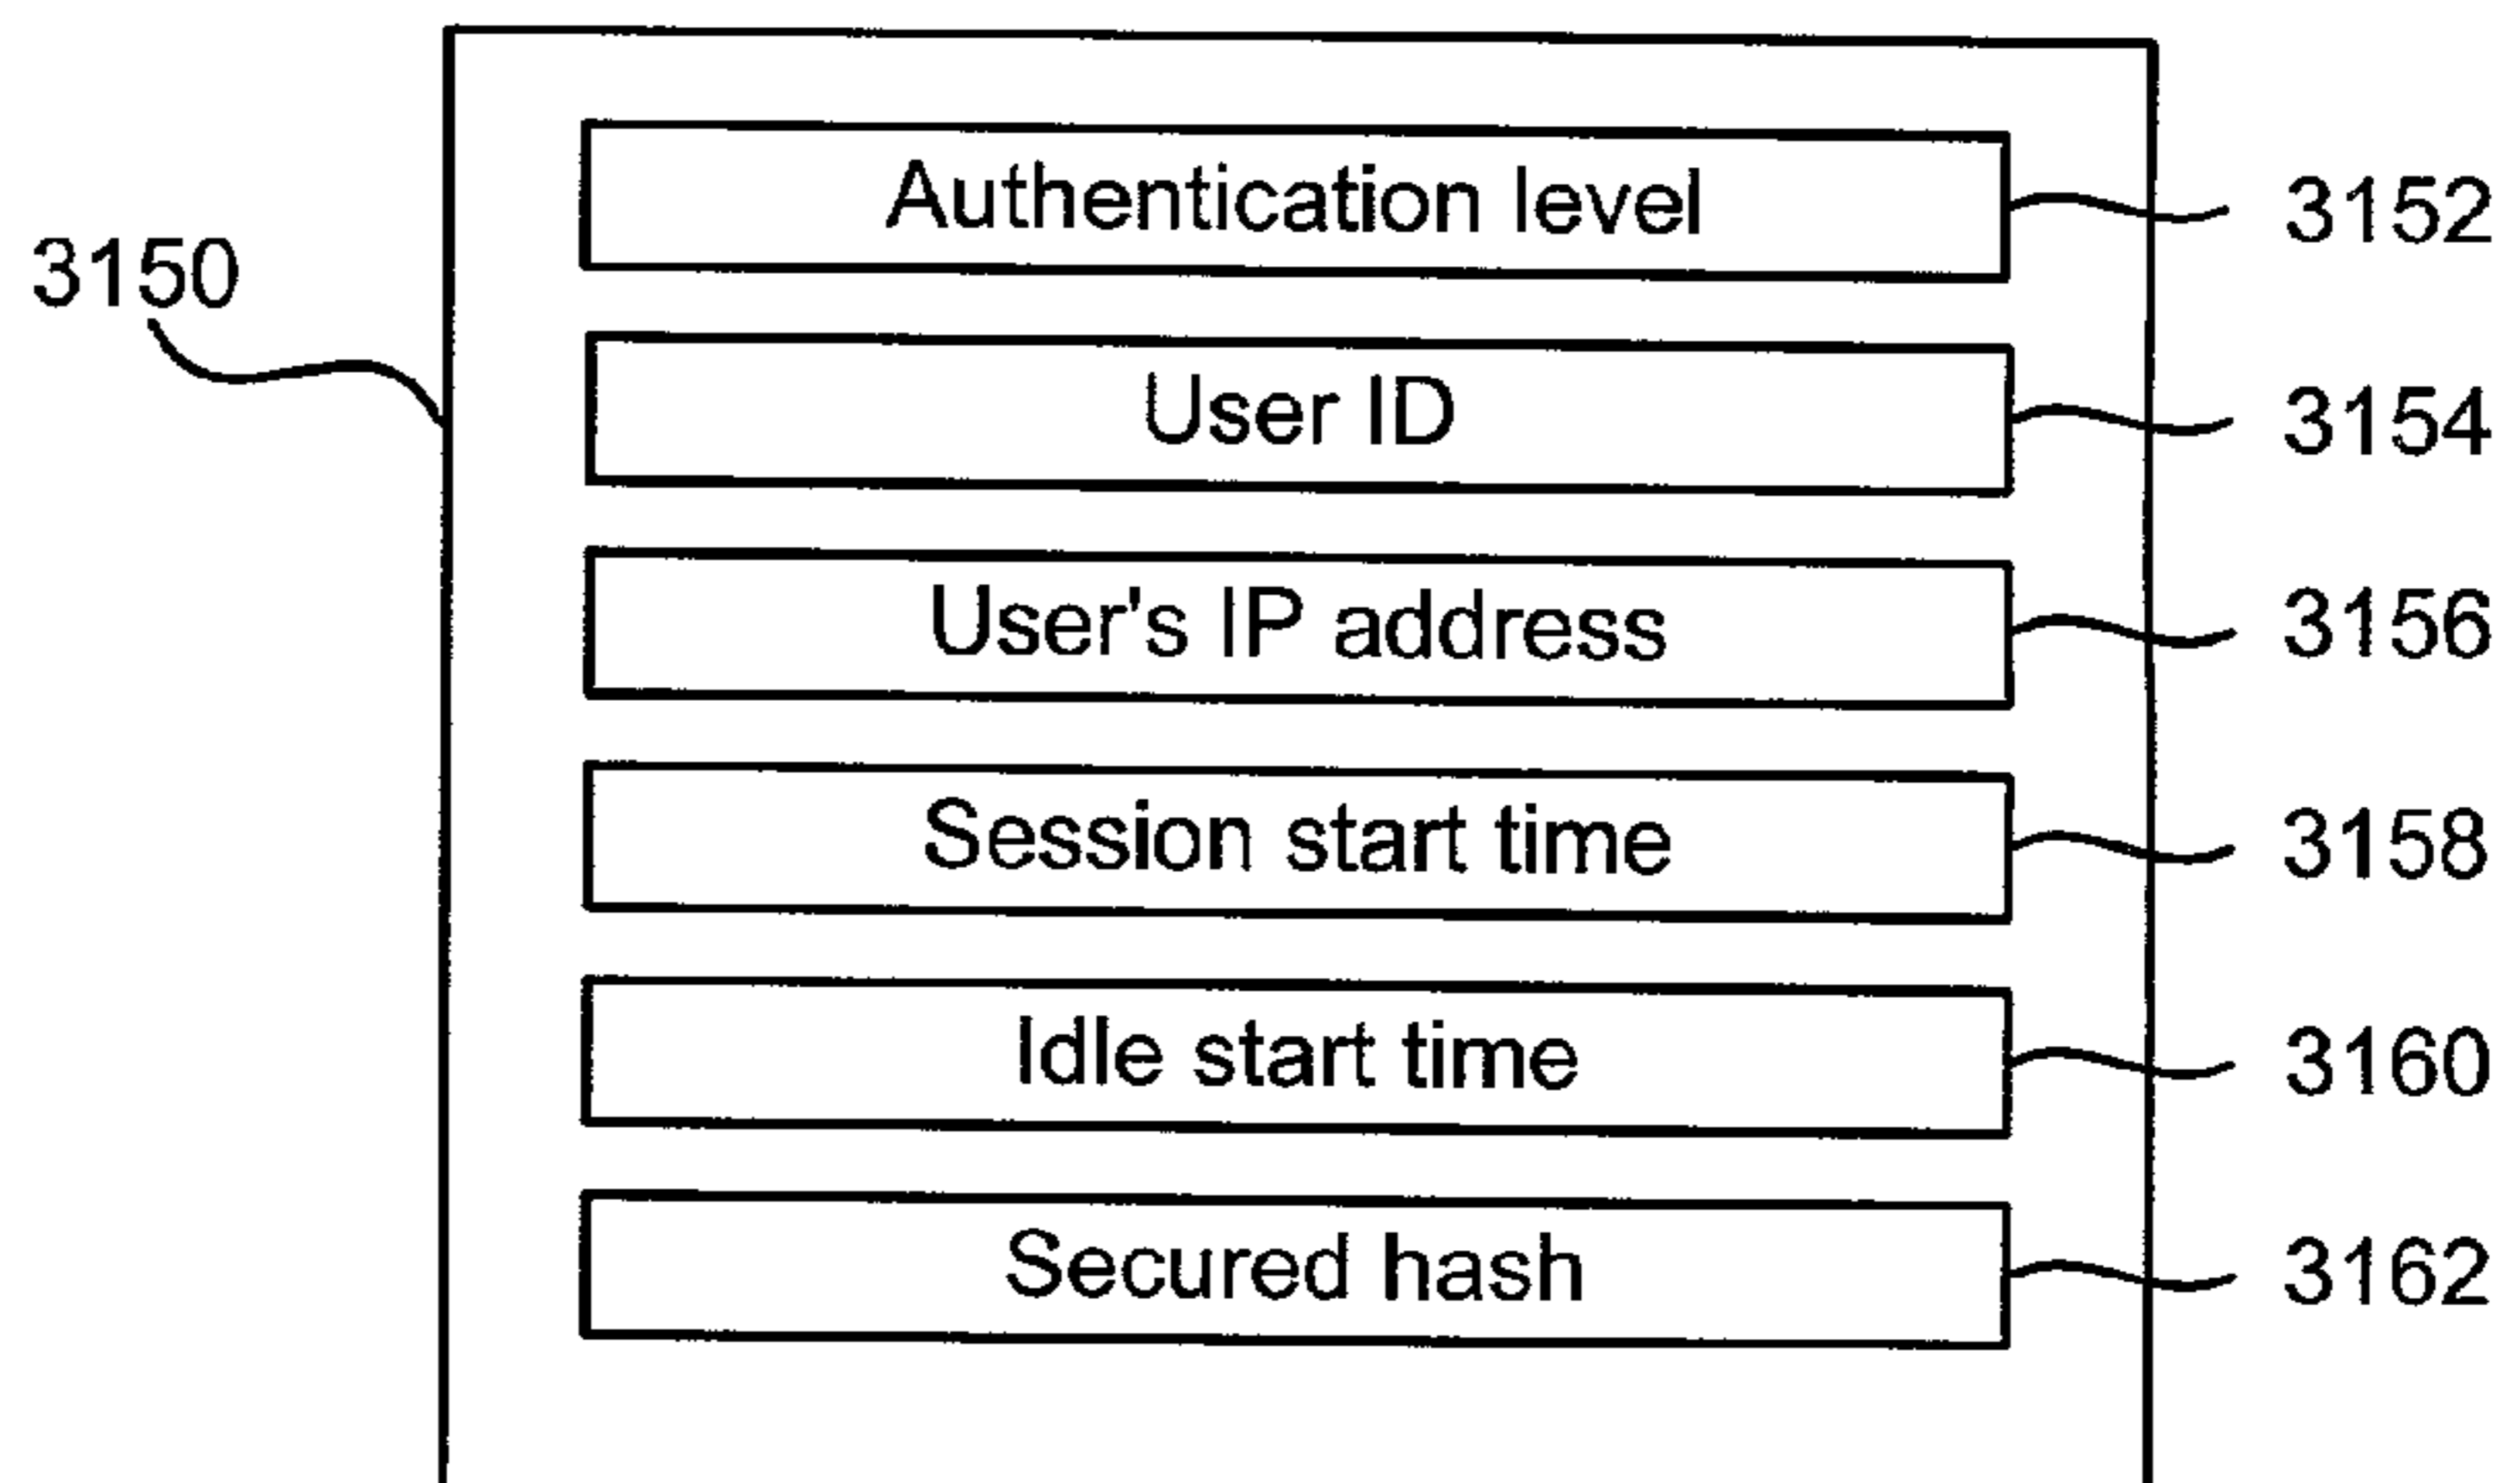 Authentication level 3152
3150
User ID 3154
User's IP address 3156
Session start time 3158
Idle start time 3160
Secured hash 3162